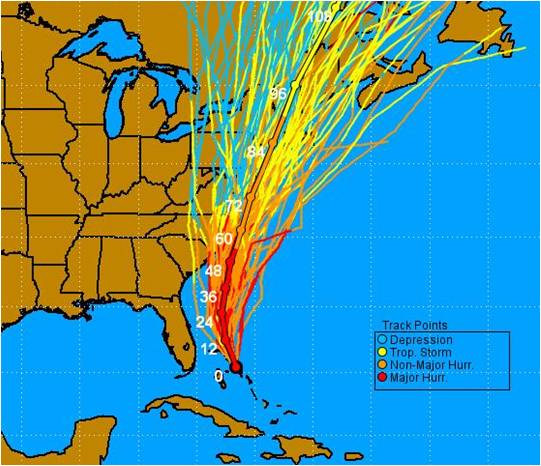 108
96
84
72
60
48
36
24
12
0
Track Points
Depression
Trop. Storm
Non-Major Hurr.
Major Hurr.